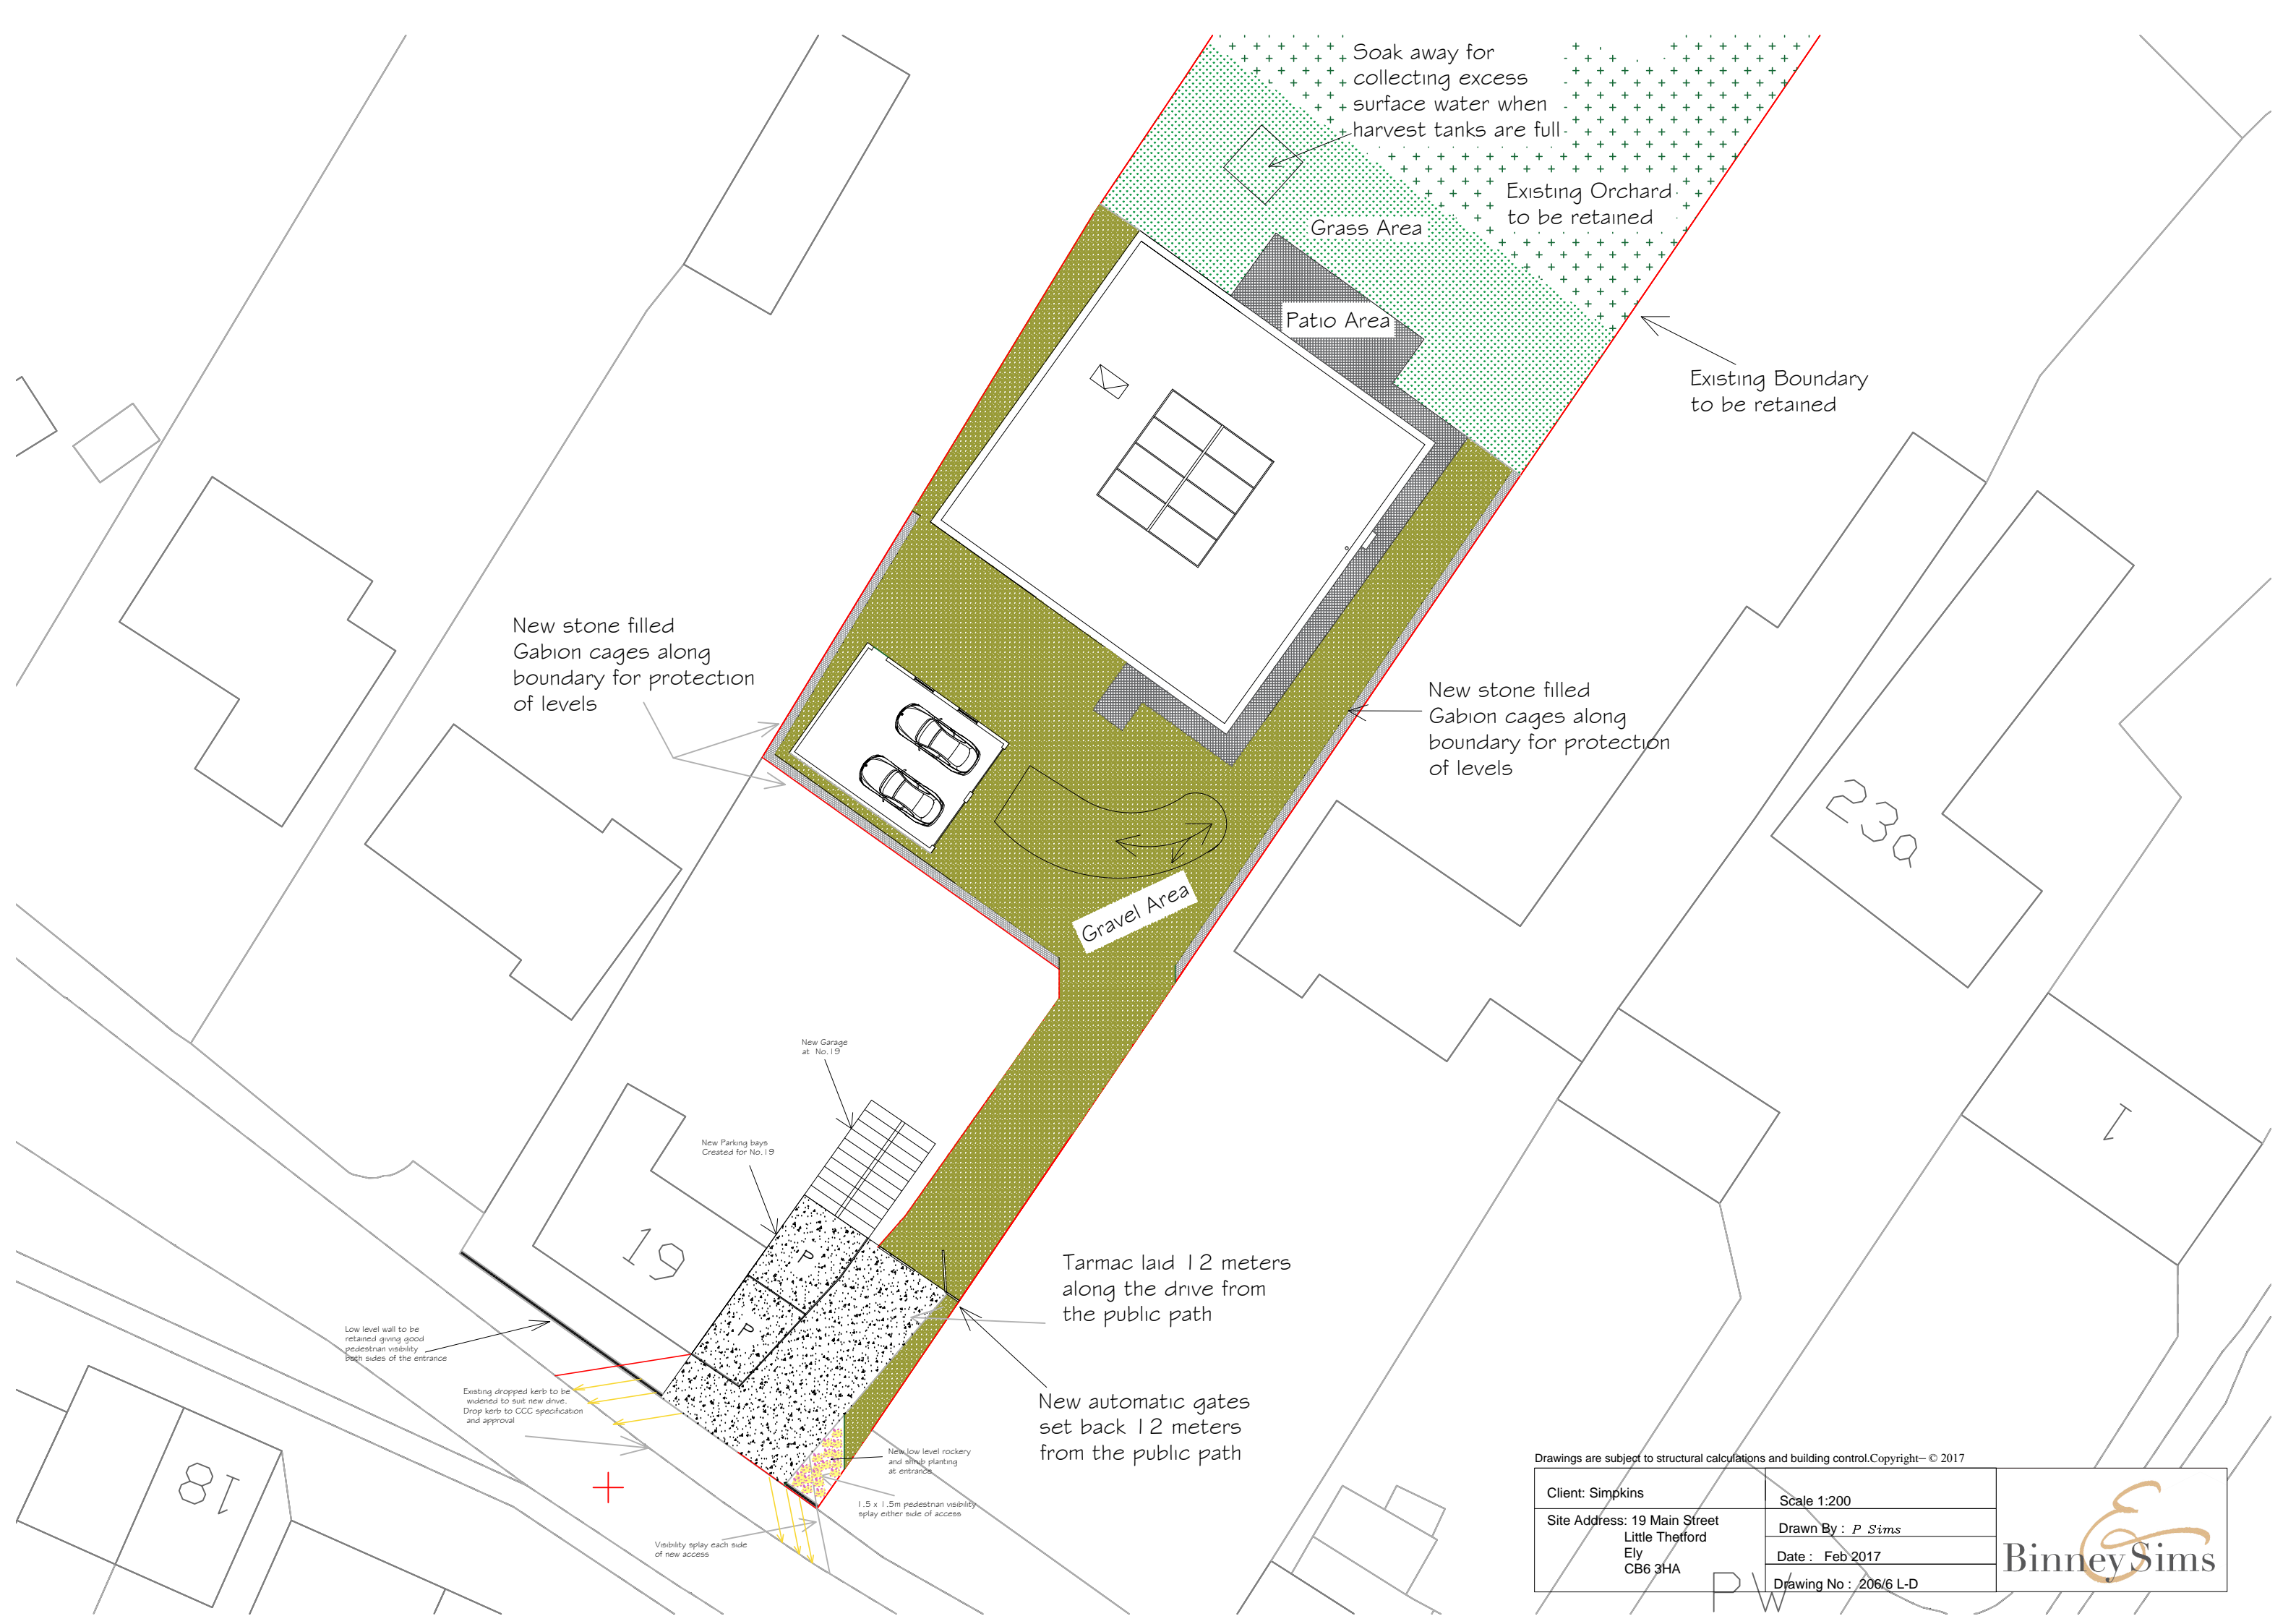 Soak away for
collecting excess
surface water when
harvest tanks are full
Existing Orchard
to be retained
Grass Area
Patio Area
Existing Boundary
to be retained
New stone filled
Gabion cages along
boundary for protection
of levels
New stone filled
Gabion cages along
boundary for protection
of levels
23a
Gravel Area
New Garage
at No.19
New Parking bays
Created for No.19
1
19
P
P
Tarmac laid 12 meters
along the drive from
the public path
Low level wall to be
retained giving good
pedestrian visibility
both sides of the entrance
Existing dropped kerb to be
widened to suit new drive.
Drop kerb to CCC specification
and approval
New automatic gates
set back 12 meters
from the public path
New low level rockery
and shrub planting
at entrance
1.5 x 1.5m pedestrian visibility
splay either side of access
Visibility splay each side
of new access
18
Drawings are subject to structural calculations and building control.Copyright– © 2017
Client: Simpkins
Scale 1:200
Site Address: 19 Main Street
Little Thetford
Ely
CB6 3HA
Drawn By : P Sims
Date : Feb 2017
Drawing No : 206/6 L-D
PW
BinneySims